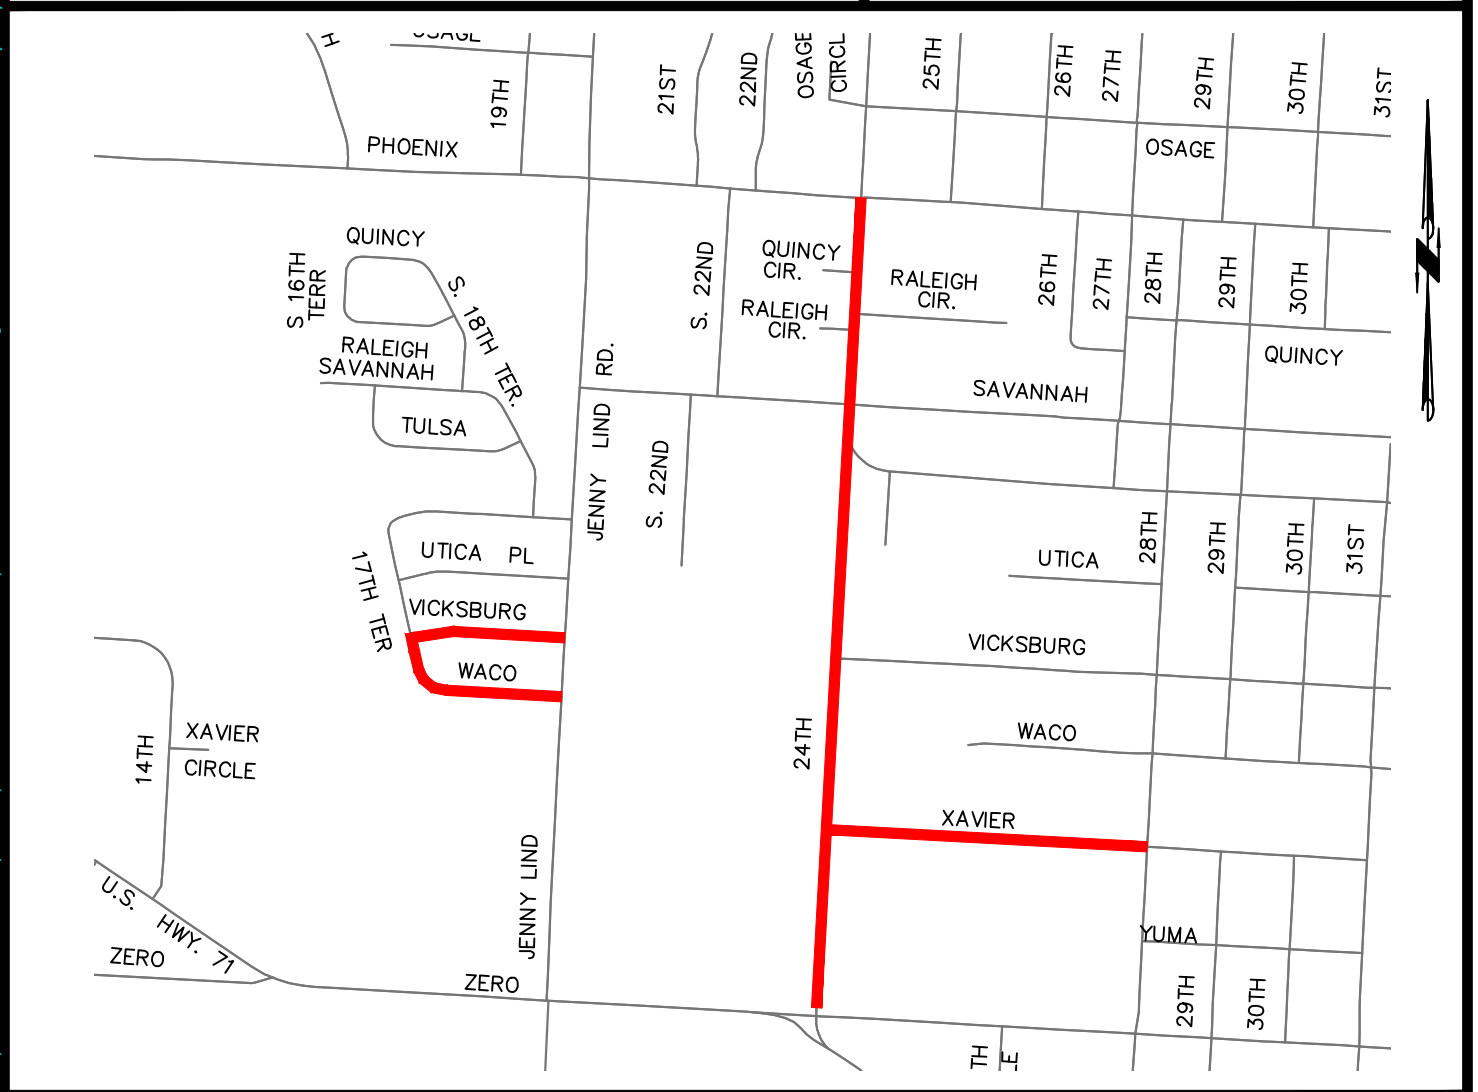 OSAGE
19TH
21ST
22ND
OSAGE
CIRCL
25TH
26TH
27TH
29TH
30TH
31ST
PHOENIX
OSAGE
QUINCY
S 16TH
TERR
S. 18TH TER.
RALEIGH
SAVANNAH
TULSA
S. 22ND
QUINCY
CIR.
RALEIGH
CIR.
RALEIGH
CIR.
26TH
27TH
28TH
29TH
30TH
QUINCY
SAVANNAH
JENNY LIND RD.
S. 22ND
UTICA PL
17TH TER
VICKSBURG
WACO
28TH
29TH
30TH
31ST
UTICA
VICKSBURG
24TH
WACO
14TH
XAVIER
CIRCLE
XAVIER
JENNY LIND
U.S. HWY. 71
ZERO
ZERO
YUMA
29TH
30TH
TH
LE